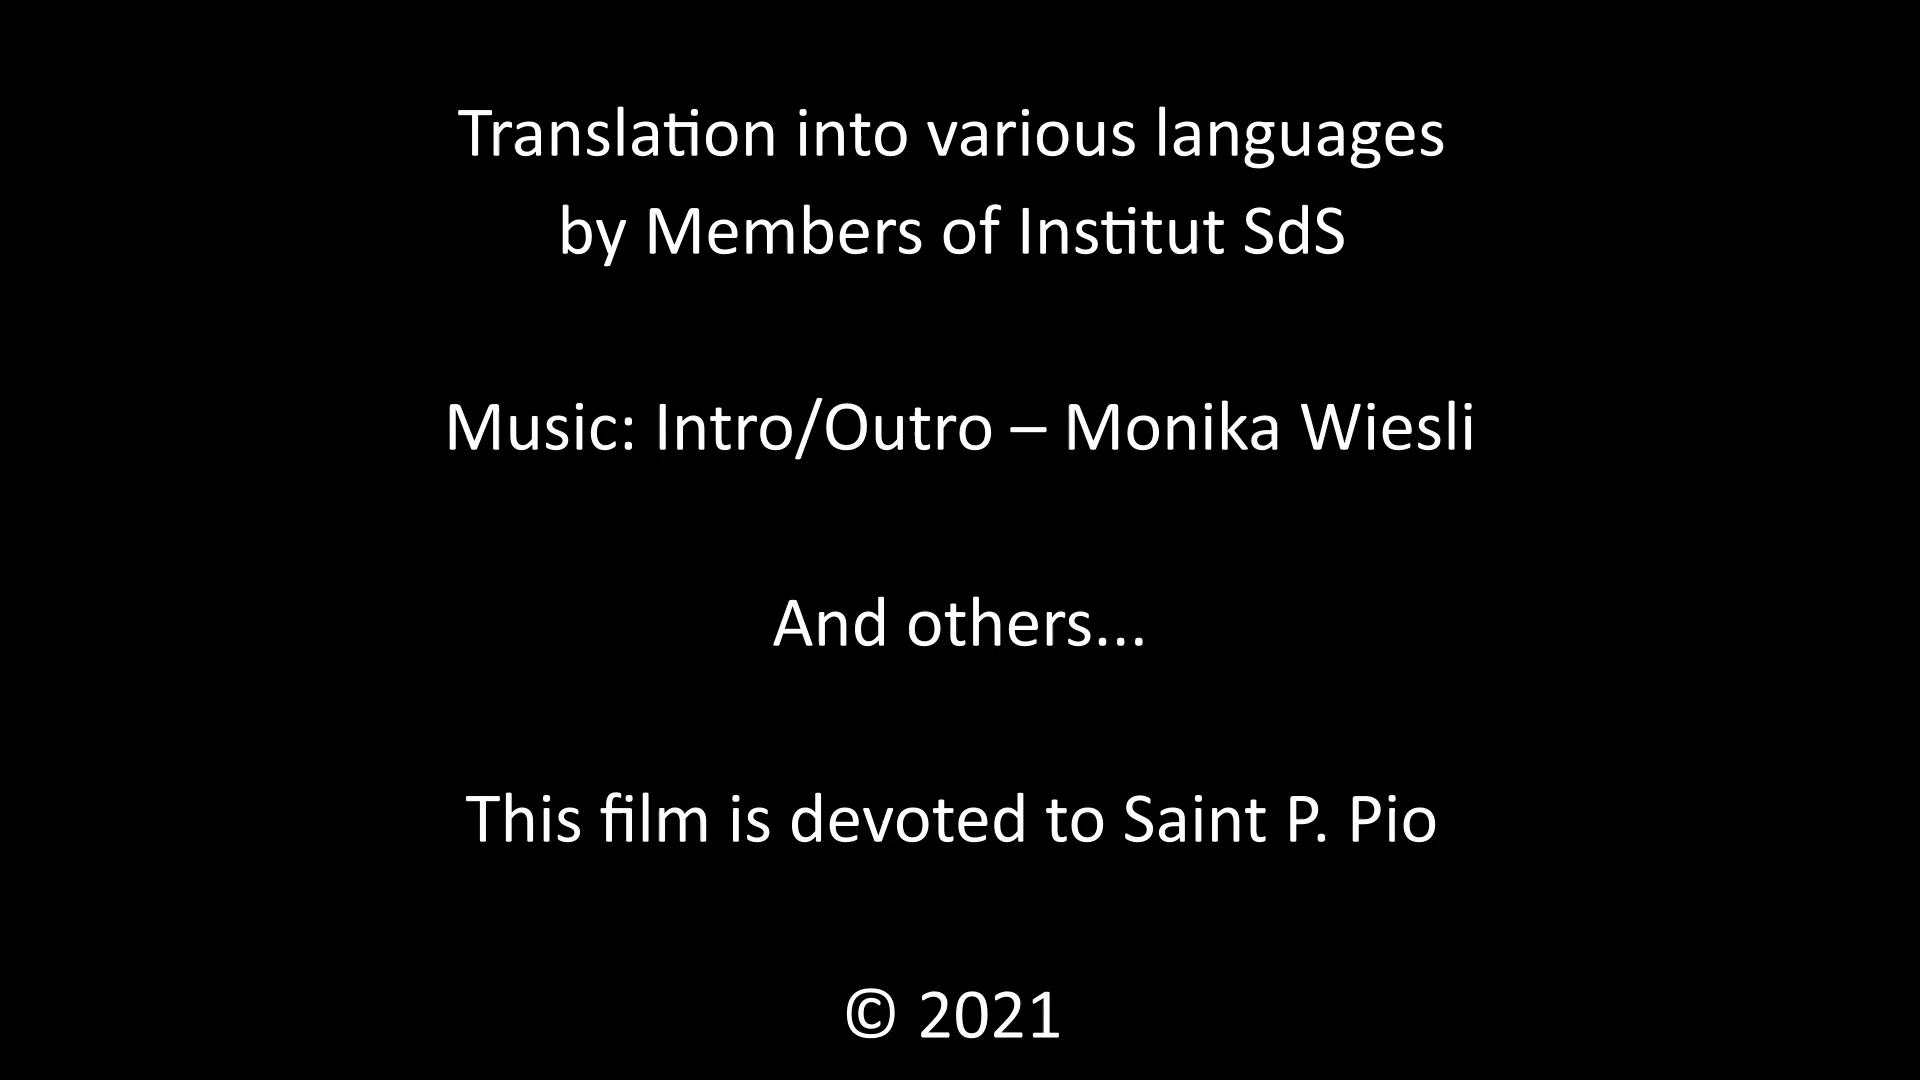 Translation into various languages
by Members of Institut SdS
Music: Intro/Outro – Monika Wiesli
And others...
This film is devoted to Saint P. Pio
© 2021